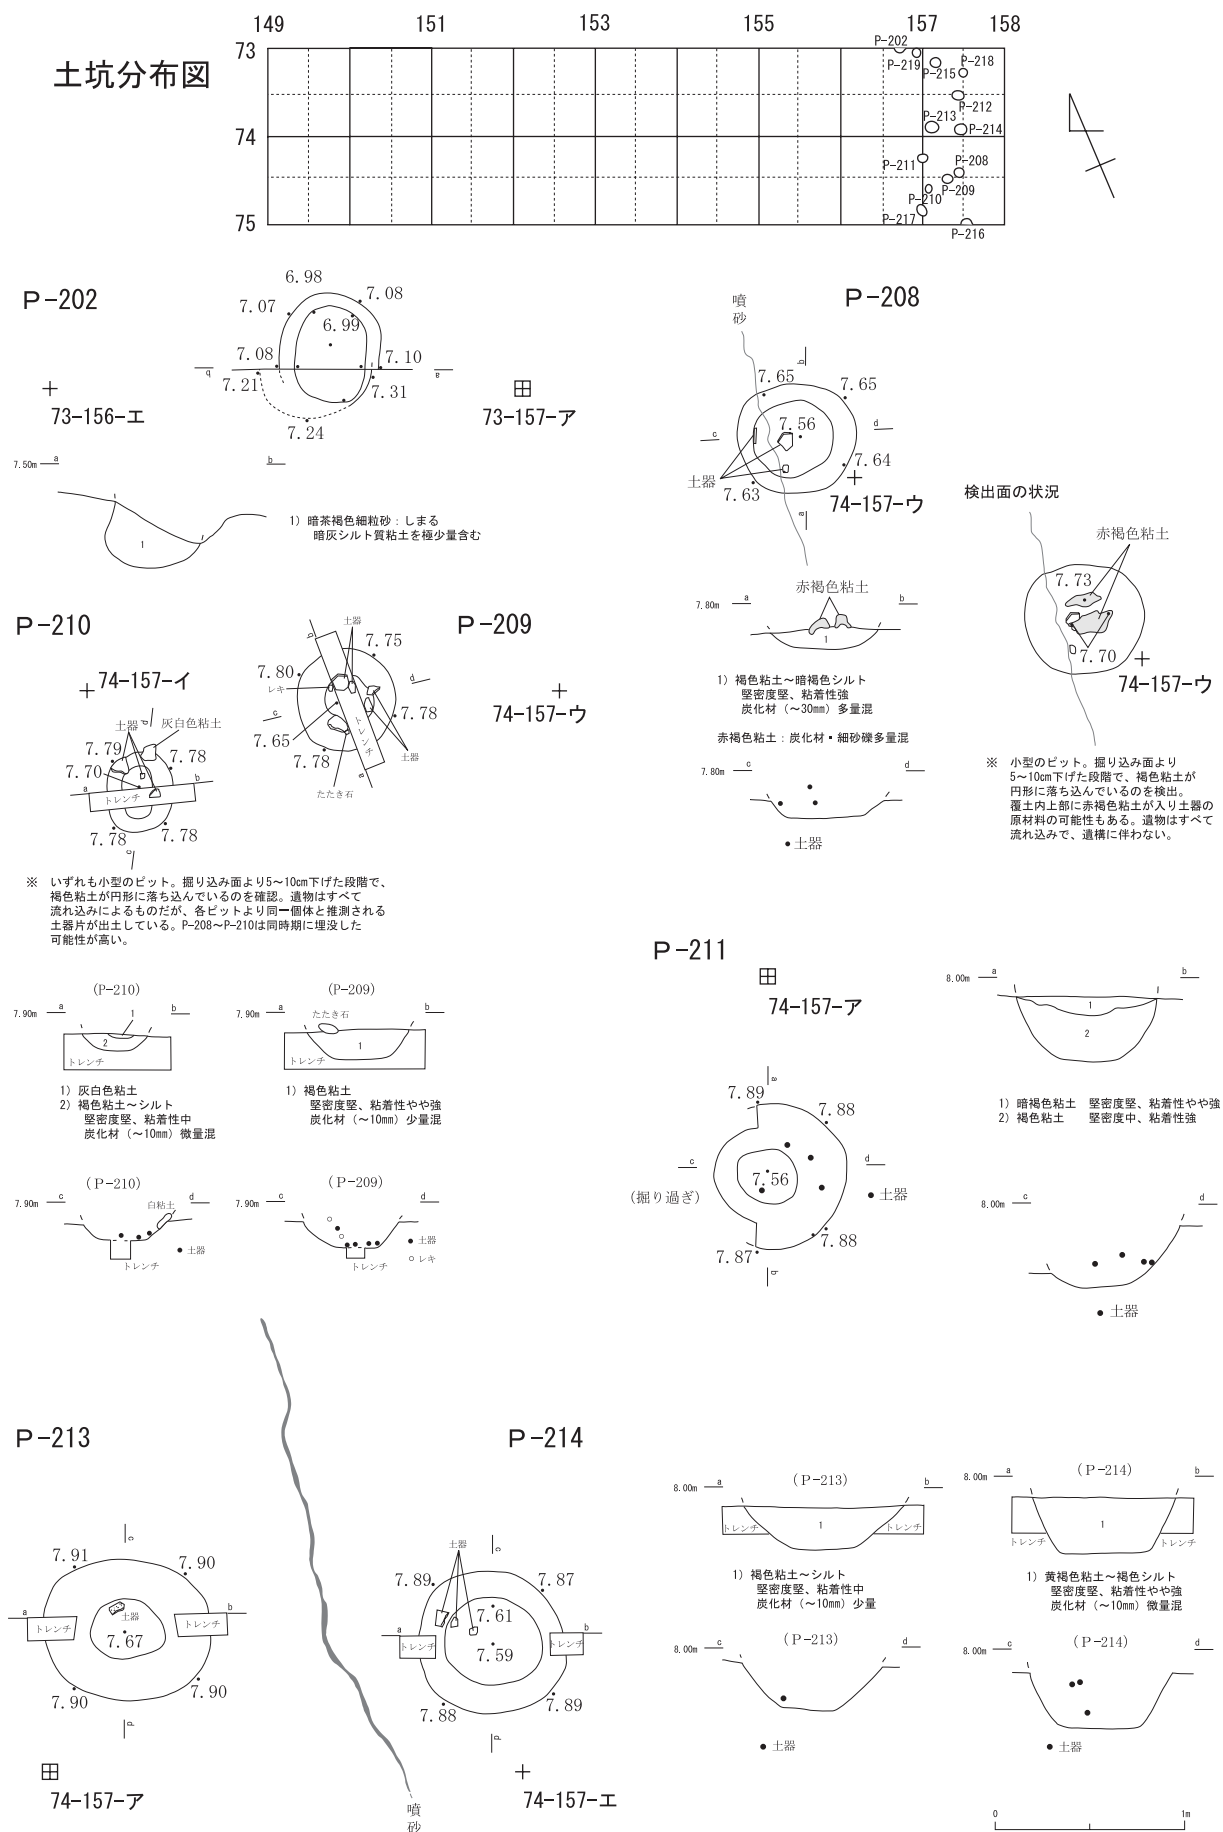 土坑分布図
149 151 153 155 157 158
73
74
75
P-202
P-219
P-215
P-218
P-212
P-213
P-214
P-211
P-208
P-209
P-210
P-217
P-216
P-202
6.98
7.07
7.08
6.99
7.08
7.10
7.21
7.31
7.24
b
a
73-156-エ
73-157-ア
7.50m
a
b
1
1）暗茶褐色細粒砂：しまる
暗灰シルト質粘土を極少量含む
P-208
噴
砂
b
7.65
7.65
7.56
c
d
土器
7.64
7.63
a
74-157-ウ
7.80m
a
b
赤褐色粘土
1
1）褐色粘土～暗褐色シルト
堅密度堅、粘着性強
炭化材（～30mm）多量混
赤褐色粘土：炭化材・細砂礫多量混
7.80m
c
d
土器
検出面の状況
赤褐色粘土
7.73
7.70
74-157-ウ
※ 小型のピット。掘り込み面より
5～10cm下げた段階で、褐色粘土が
円形に落ち込んでいるのを検出。
覆土内上部に赤褐色粘土が入り土器の
原材料の可能性もある。遺物はすべて
流れ込みで、遺構に伴わない。
P-210
74-157-イ
d
土器
灰白色粘土
7.79
7.78
7.70
a
b
トレンチ
7.78
7.78
c
P-209
b
土器
7.75
7.80
レキ
d
c
7.78
7.65
トレンチ
7.78
土器
a
たたき石
74-157-ウ
※ いずれも小型のピット。掘り込み面より5～10cm下げた段階で、
褐色粘土が円形に落ち込んでいるのを確認。遺物はすべて
流れ込みによるものだが、各ピットより同一個体と推測される
土器片が出土している。P-208～P-210は同時期に埋没した
可能性が高い。
(P-210)
7.90m
a
b
1
2
トレンチ
1）灰白色粘土
2）褐色粘土～シルト
堅密度堅、粘着性中
炭化材（～10mm）微量混
(P-209)
7.90m
a
b
たたき石
1
トレンチ
1）褐色粘土
堅密度堅、粘着性やや強
炭化材（～10mm）少量混
(P-210)
7.90m
c
d
白粘土
土器
トレンチ
(P-209)
7.90m
c
d
土器
レキ
トレンチ
P-211
74-157-ア
a
7.89
7.88
c
d
7.56
(掘り過ぎ)
土器
7.88
7.87
b
8.00m
a
b
1
2
1）暗褐色粘土 堅密度堅、粘着性やや強
2）褐色粘土 堅密度中、粘着性強
8.00m
c
d
土器
P-213
c
7.91
7.90
a
b
トレンチ
トレンチ
土器
7.67
7.90
7.90
d
74-157-ア
噴
砂
P-214
c
土器
7.89
7.87
7.61
a
b
トレンチ
トレンチ
7.59
7.88
7.89
d
74-157-エ
(P-213)
8.00m
a
b
トレンチ
1
トレンチ
1）褐色粘土～シルト
堅密度堅、粘着性中
炭化材（～10mm）少量
(P-214)
8.00m
a
b
1
トレンチ
トレンチ
1）黄褐色粘土～褐色シルト
堅密度堅、粘着性やや強
炭化材（～10mm）微量混
(P-213)
8.00m
c
d
土器
(P-214)
8.00m
c
d
土器
0
1m